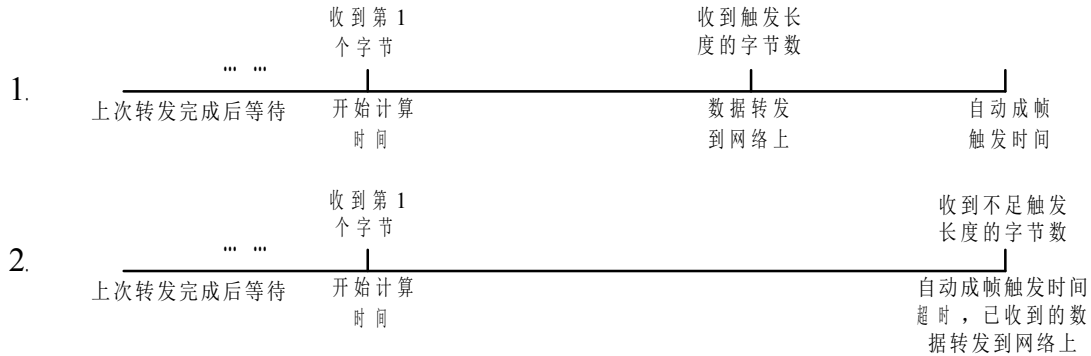 收到第1
个字节
收到触发长
度的字节数
… …
1.
上次转发完成后等待
开始计算
时间
数据转发
到网络上
自动成帧
触发时间
收到第1
个字节
收到不足触发
长度的字节数
… …
2.
上次转发完成后等待
开始计算
时间
自动成帧触发时间
超时，已收到的数
据转发到网络上